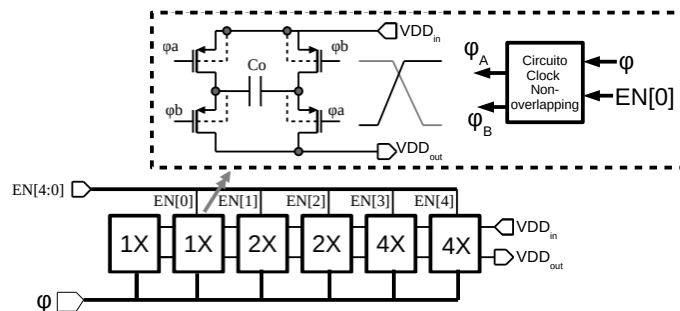 VDDin
φa
φb
Co
φb
φa
VDDout
φA
φB
Circuito
Clock
Non-
overlapping
φ
EN[0]
EN[4:0]
EN[0] EN[1] EN[2] EN[3] EN[4]
1X 1X 2X 2X 4X 4X
VDDin
VDDout
φ